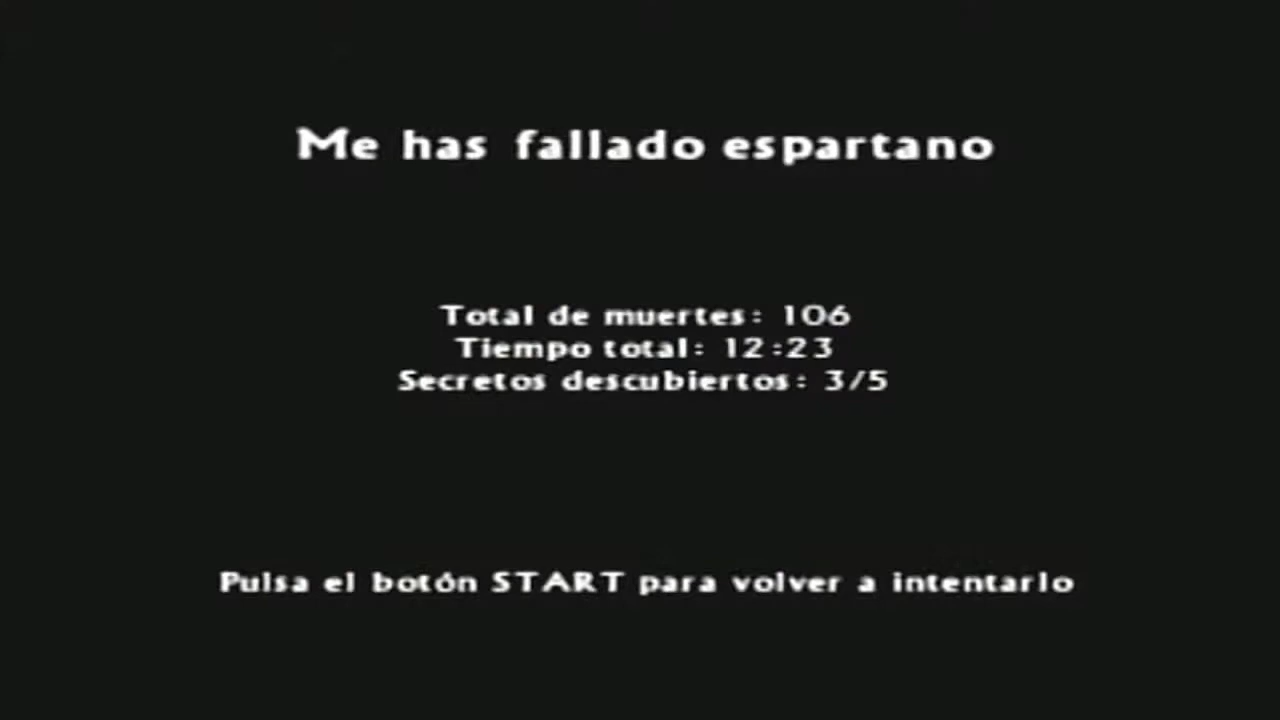 Me has fallado espartano
Total de muertes: 106
Tiempo total: 12:23
Secretos descubiertos: 3/5
Pulsa el botón START para volver a intentarlo